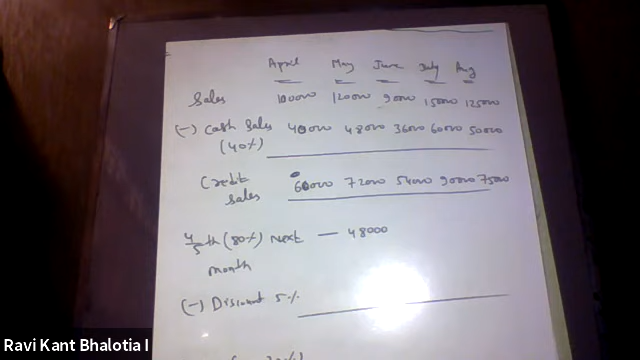 April May June July Aug
Sales 100000 120000 90000 150000 125000
(-) Cash Sales 40000 48000 36000 60000 50000
(40%)
Credit 60000 72000 54000 90000 75000
Sales
4/5th (80%) Next — 48000
month
(-) Discount 5%
Ravi Kant Bhalotia I